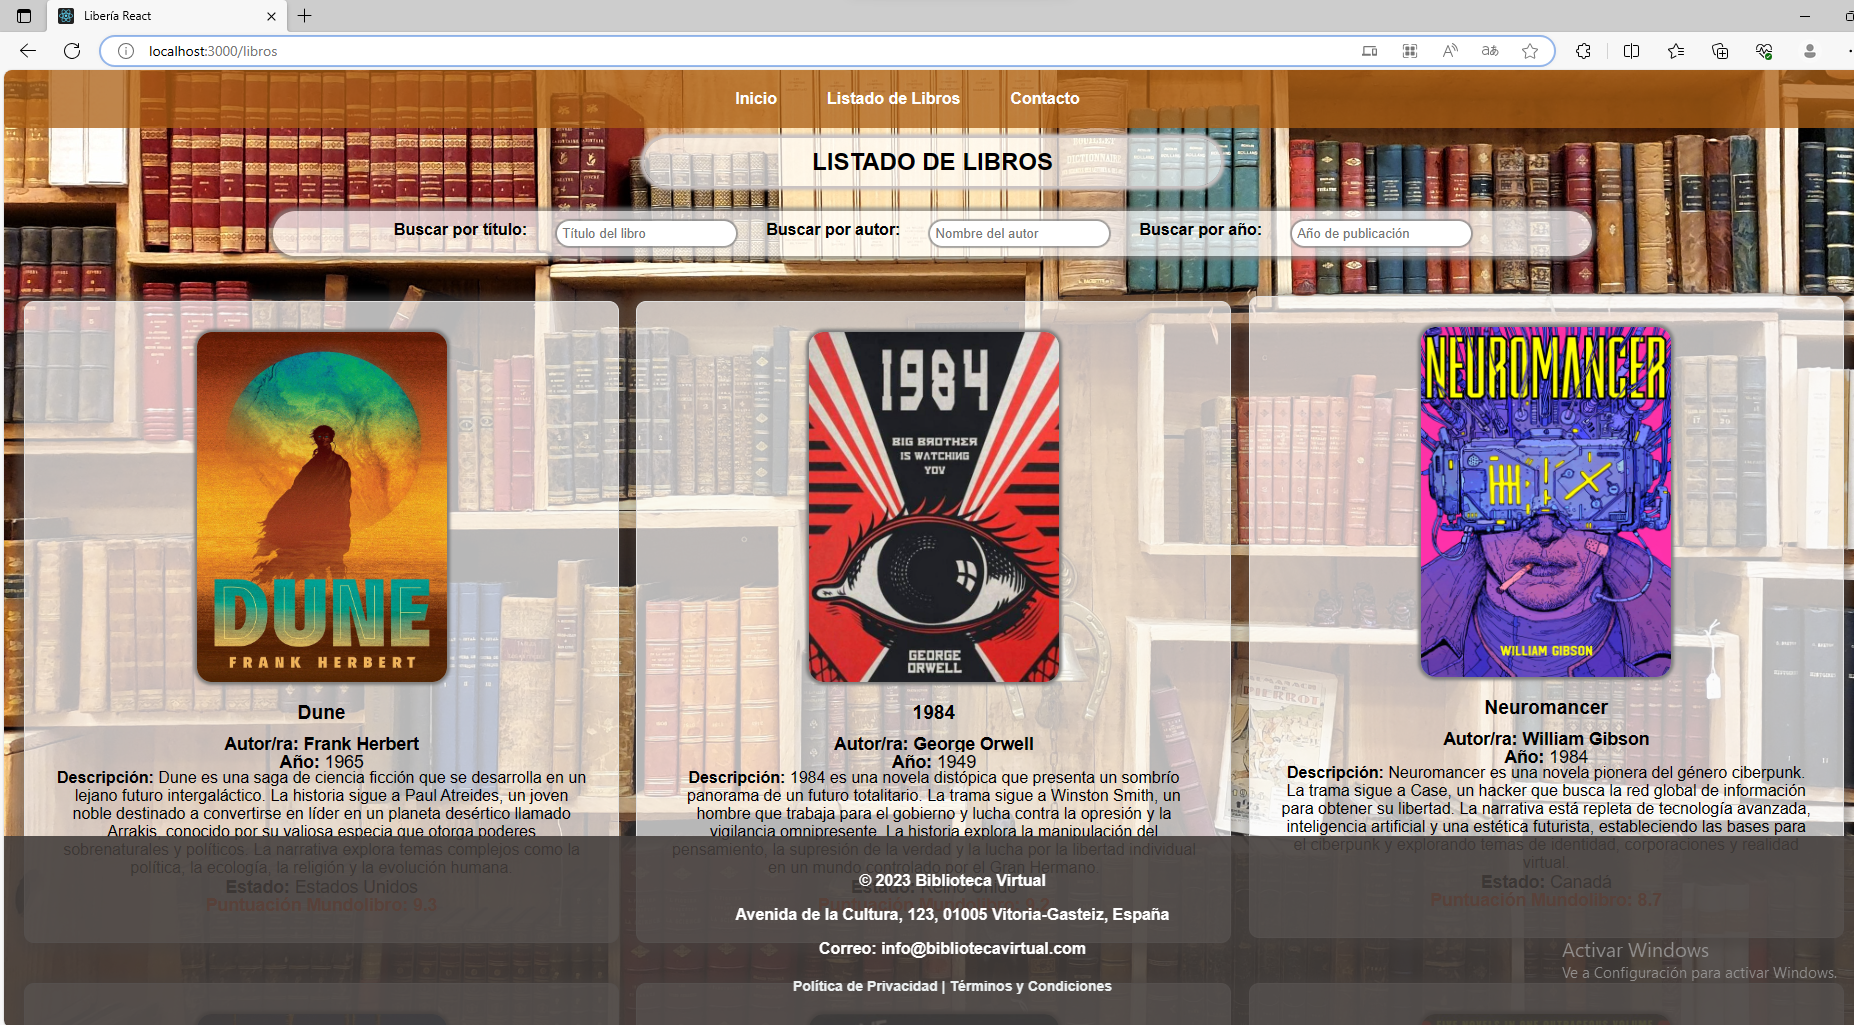 Libería React
localhost:3000/libros
Inicio
Listado de Libros
Contacto
LISTADO DE LIBROS
Buscar por título:
Título del libro
Buscar por autor:
Nombre del autor
Buscar por año:
Año de publicación
DUNE
FRANK HERBERT
Dune
Autor/ra: Frank Herbert
Año: 1965
Descripción: Dune es una saga de ciencia ficción que se desarrolla en un
lejano futuro intergaláctico. La historia sigue a Paul Atreides, un joven
noble destinado a convertirse en líder en un planeta desértico llamado
Arrakis, conocido por su valiosa especia que otorga poderes
sobrenaturales y políticos. La narrativa explora temas complejos como la
política, la ecología, la religión y la evolución humana.
Estado: Estados Unidos
Puntuación Mundolibro: 9.3
1984
BIG BROTHER
IS WATCHING
YOV
GEORGE
ORWELL
1984
Autor/ra: George Orwell
Año: 1949
Descripción: 1984 es una novela distópica que presenta un sombrío
panorama de un futuro totalitario. La trama sigue a Winston Smith, un
hombre que trabaja para el gobierno y lucha contra la opresión y la
vigilancia omnipresente. La historia explora la manipulación del
pensamiento, la supresión de la verdad y la lucha por la libertad individual
en un mundo controlado por el Gran Hermano.
Estado: Reino Unido
Puntuación Mundolibro: 9.2
NEUROMANCER
WILLIAM GIBSON
Neuromancer
Autor/ra: William Gibson
Año: 1984
Descripción: Neuromancer es una novela pionera del género ciberpunk.
La trama sigue a Case, un hacker que busca la red global de información
para obtener su libertad. La narrativa está repleta de tecnología avanzada,
inteligencia artificial y una estética futurista, estableciendo las bases para
el ciberpunk y explorando temas de identidad, corporaciones y realidad
virtual.
Estado: Canadá
Puntuación Mundolibro: 8.7
© 2023 Biblioteca Virtual
Avenida de la Cultura, 123, 01005 Vitoria-Gasteiz, España
Correo: info@bibliotecavirtual.com
Política de Privacidad | Términos y Condiciones
Activar Windows
Ve a Configuración para activar Windows.